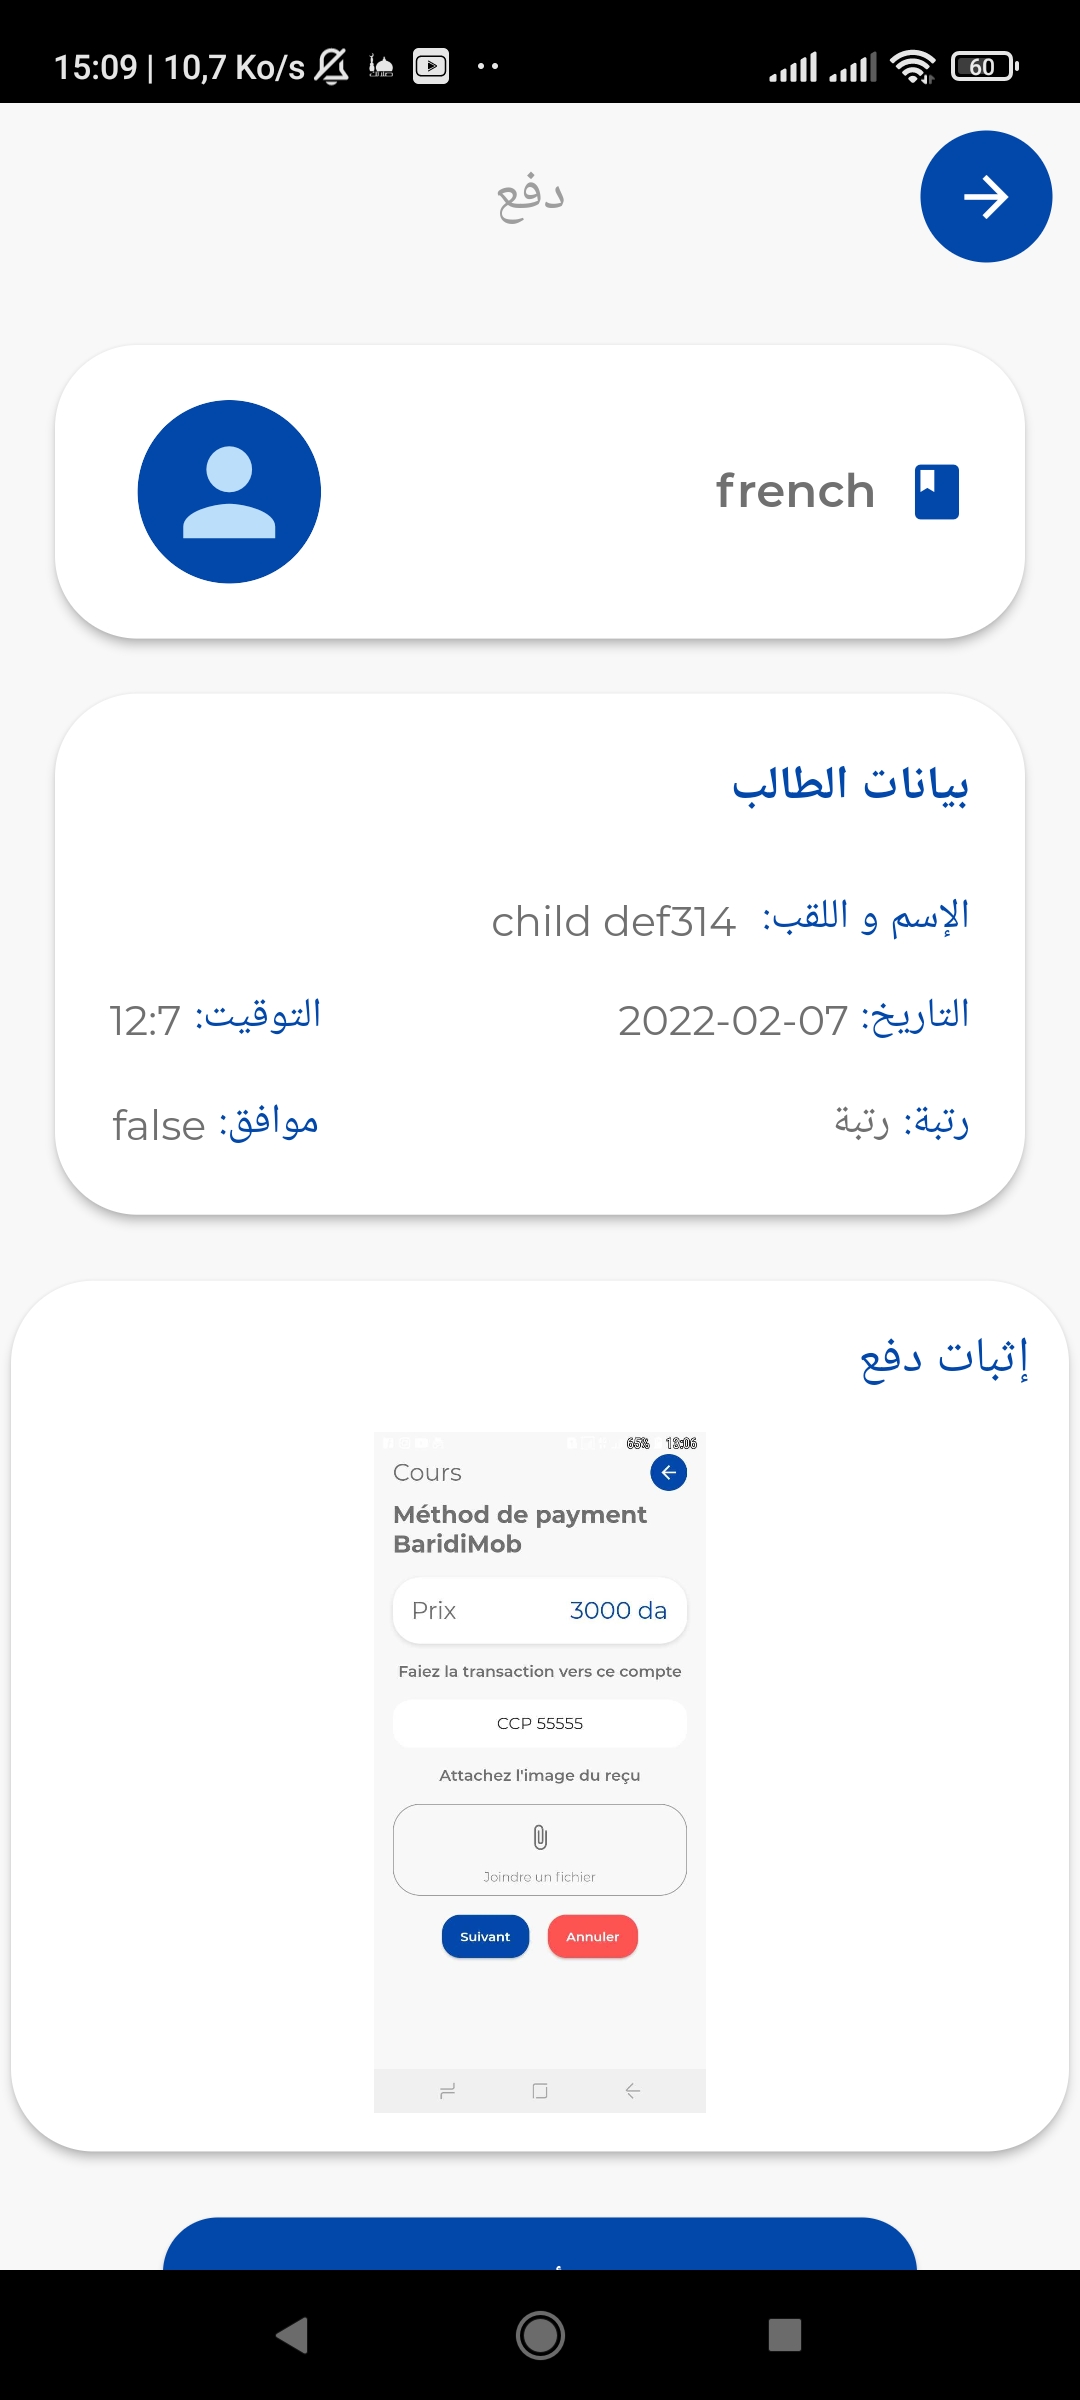 15:09 | 10,7 Ko/s
60
دفع
french
بيانات الطالب
الإسم و اللقب: child def314
التاريخ: 2022-02-07 التوقيت: 12:7
رتبة: رتبة موافق: false
إثبات دفع
65% 13:06
Cours
Méthod de payment
BaridiMob
Prix 3000 da
Faiez la transaction vers ce compte
CCP 55555
Attachez l'image du reçu
Joindre un fichier
Suivant Annuler